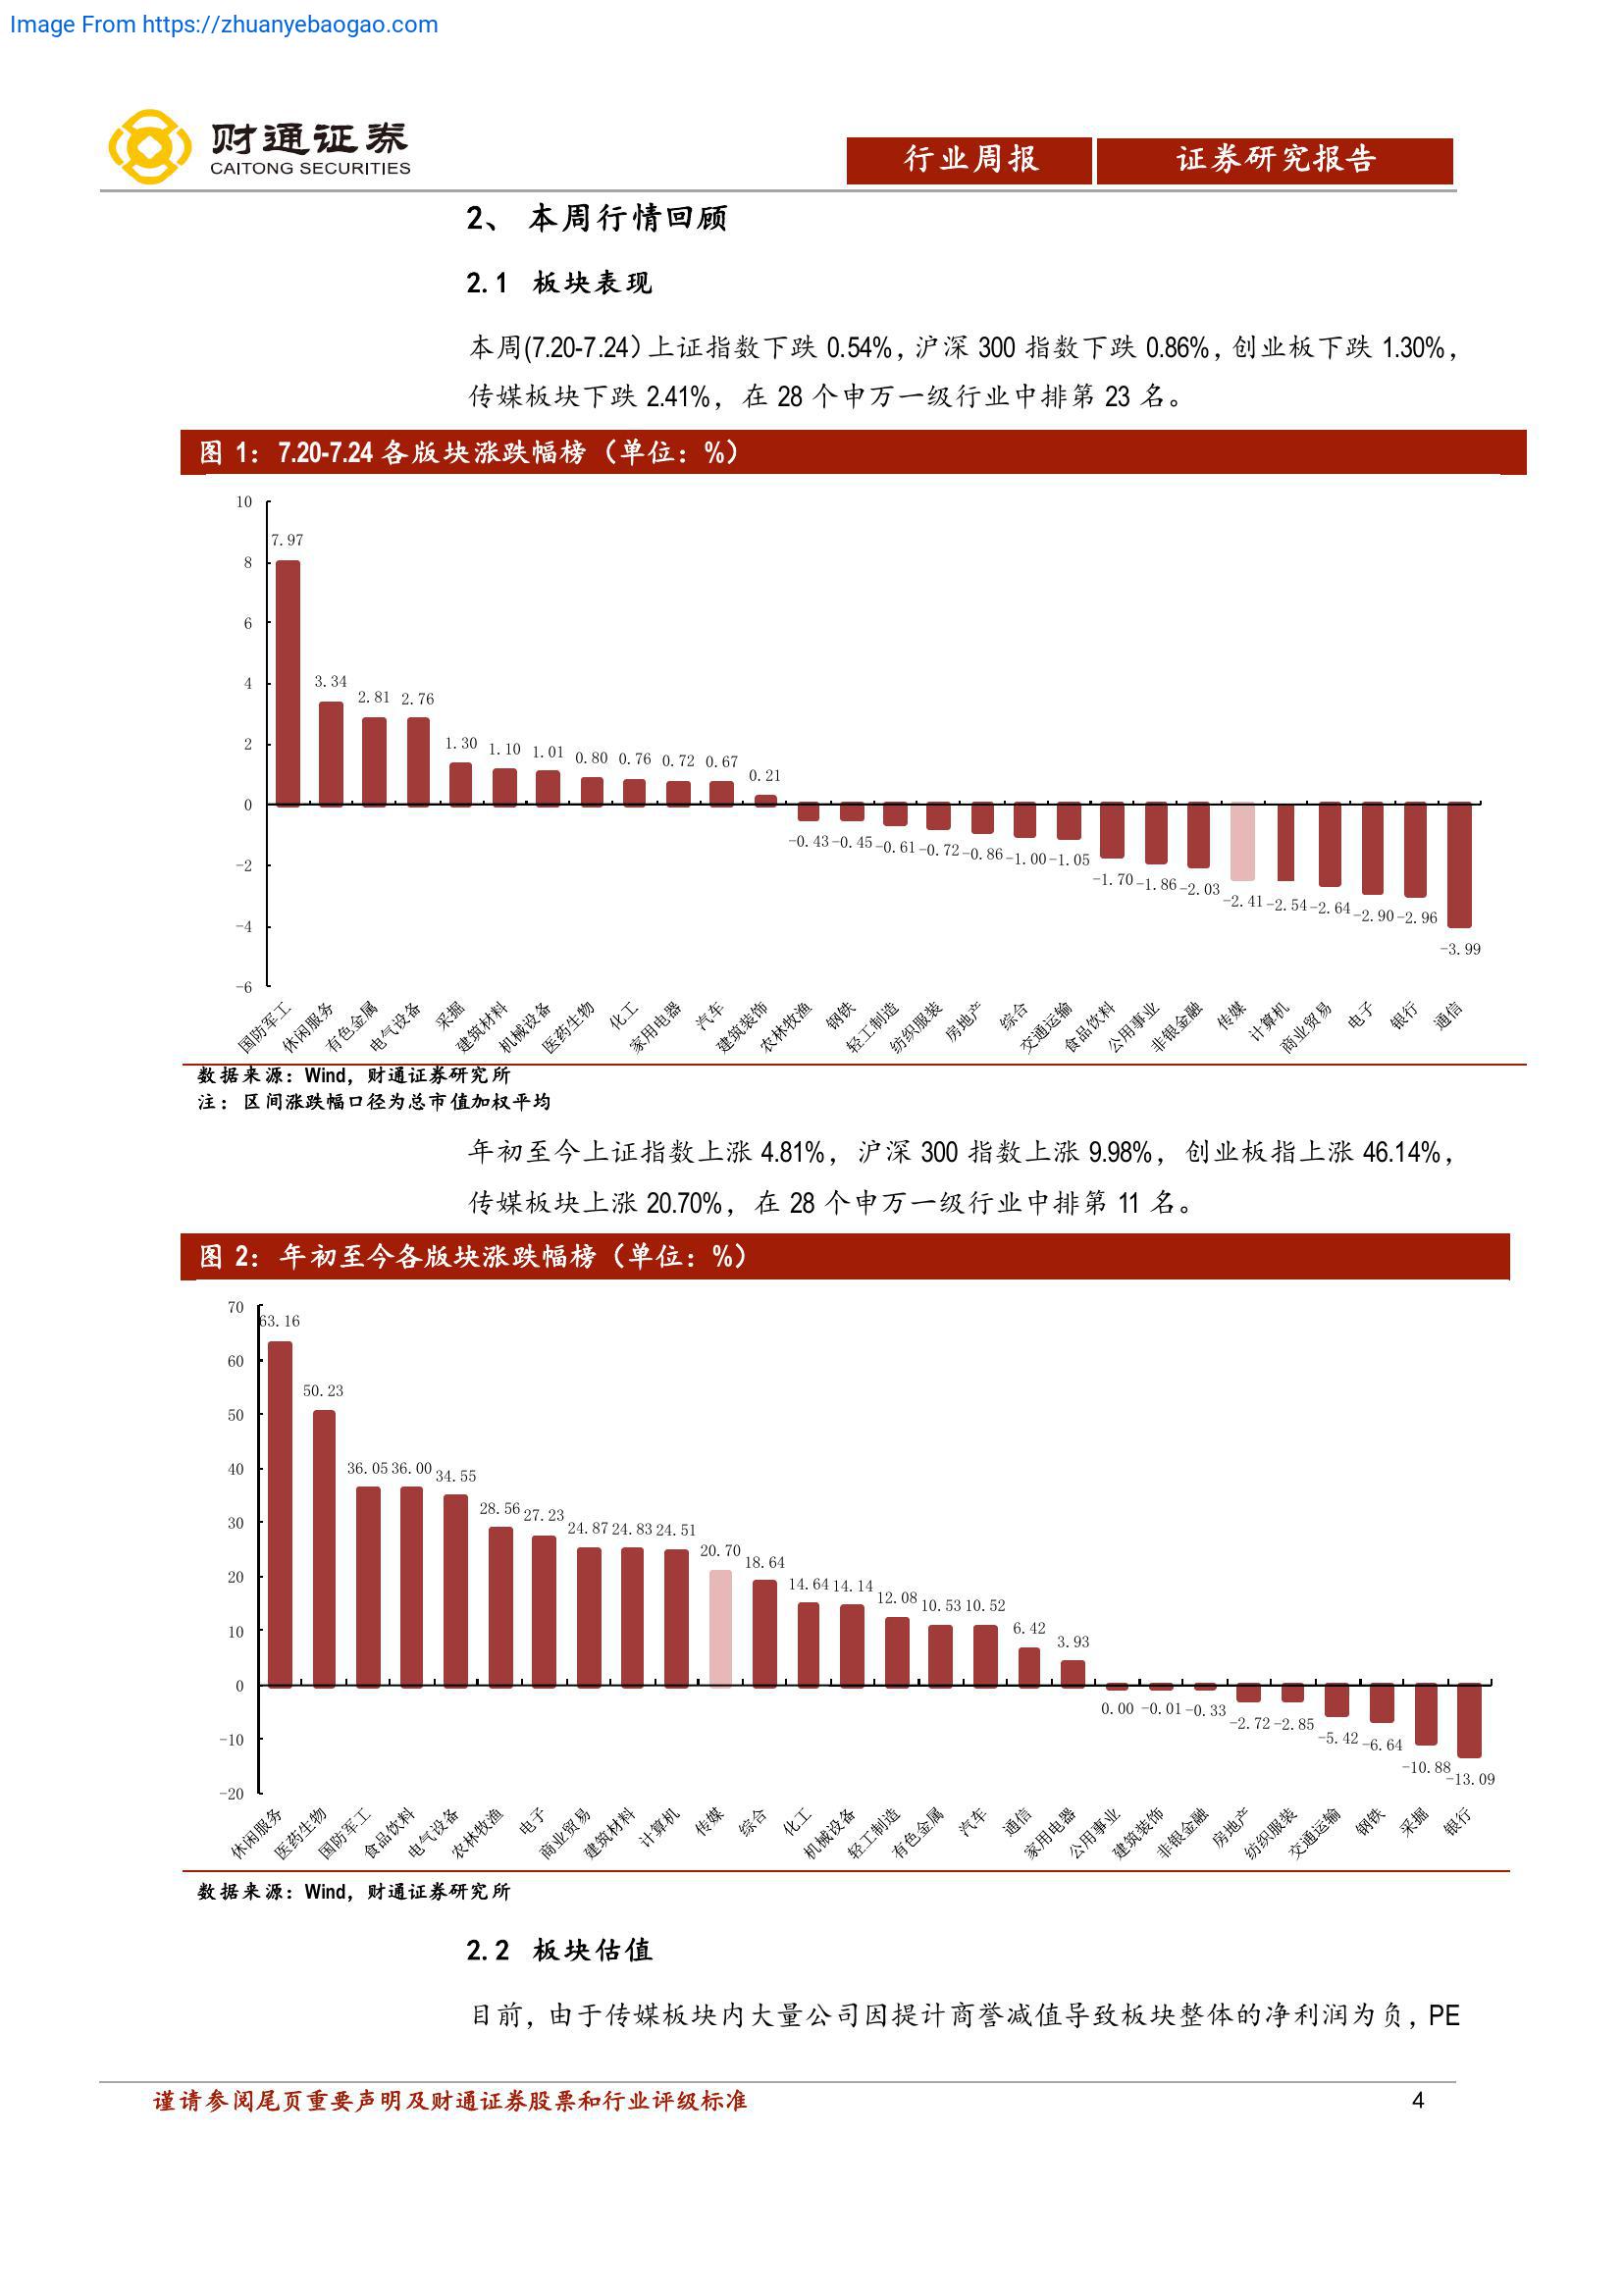 Image From https://zhuanyebaogao.com
财通证券
CAITONG SECURITIES
行业周报
证券研究报告
2、 本周行情回顾
2.1 板块表现
本周(7.20-7.24）上证指数下跌 0.54%，沪深 300 指数下跌 0.86%，创业板下跌 1.30%，
传媒板块下跌 2.41%，在 28 个申万一级行业中排第 23 名。
图 1：7.20-7.24 各版块涨跌幅榜（单位：%）
10
8
6
4
2
0
-2
-4
-6
7.97
3.34
2.81
2.76
1.30
1.10
1.01
0.80
0.76
0.72
0.67
0.21
-0.43
-0.45
-0.61
-0.72
-0.86
-1.00
-1.05
-1.70
-1.86
-2.03
-2.41
-2.54
-2.64
-2.90
-2.96
-3.99
国防军工
休闲服务
有色金属
电气设备
采掘
建筑材料
机械设备
医药生物
化工
家用电器
汽车
建筑装饰
农林牧渔
钢铁
轻工制造
纺织服装
房地产
综合
交通运输
食品饮料
公用事业
非银金融
传媒
计算机
商业贸易
电子
银行
通信
数据来源：Wind，财通证券研究所
注：区间涨跌幅口径为总市值加权平均
年初至今上证指数上涨 4.81%，沪深 300 指数上涨 9.98%，创业板指上涨 46.14%，
传媒板块上涨 20.70%，在 28 个申万一级行业中排第 11 名。
图 2：年初至今各版块涨跌幅榜（单位：%）
70
60
50
40
30
20
10
0
-10
-20
63.16
50.23
36.05
36.00
34.55
28.56
27.23
24.87
24.83
24.51
20.70
18.64
14.64
14.14
12.08
10.53
10.52
6.42
3.93
0.00
-0.01
-0.33
-2.72
-2.85
-5.42
-6.64
-10.88
-13.09
休闲服务
医药生物
国防军工
食品饮料
电气设备
农林牧渔
电子
商业贸易
建筑材料
计算机
传媒
综合
化工
机械设备
轻工制造
有色金属
汽车
通信
家用电器
公用事业
建筑装饰
非银金融
房地产
纺织服装
交通运输
钢铁
采掘
银行
数据来源：Wind，财通证券研究所
2.2 板块估值
目前，由于传媒板块内大量公司因提计商誉减值导致板块整体的净利润为负，PE
谨请参阅尾页重要声明及财通证券股票和行业评级标准
4